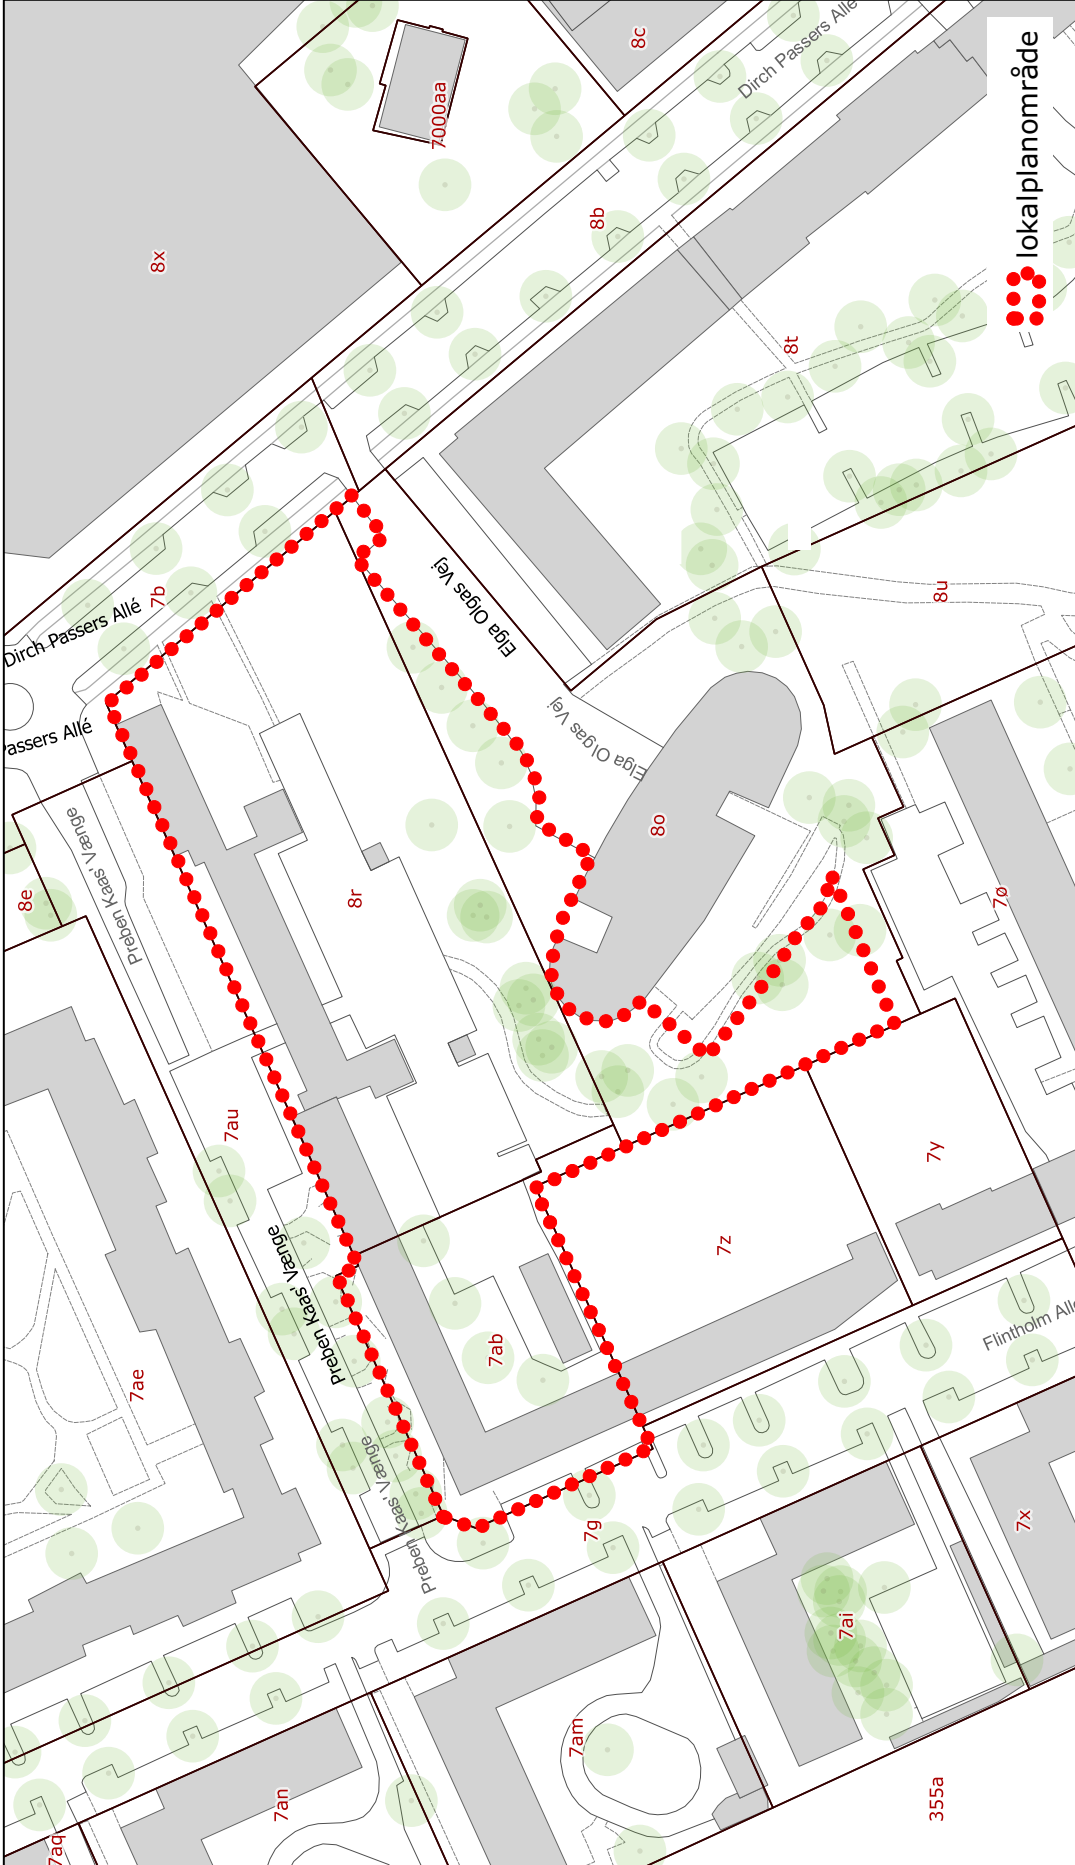 8c
Dirch Passers Allé
lokalplanområde
7000aa
8x
8b
8t
Dirch Passers Allé
7b
Elga Olgas Vej
8u
Passers Allé
Elga Olgas Vej
Preben Kaas' Vænge
8o
8e
8r
7ø
7au
7y
7z
Preben Kaas' Vænge
7ab
Flintholm Allé
7ae
Preben Kaas' Vænge
7g
7x
7ai
7am
7an
355a
7aq